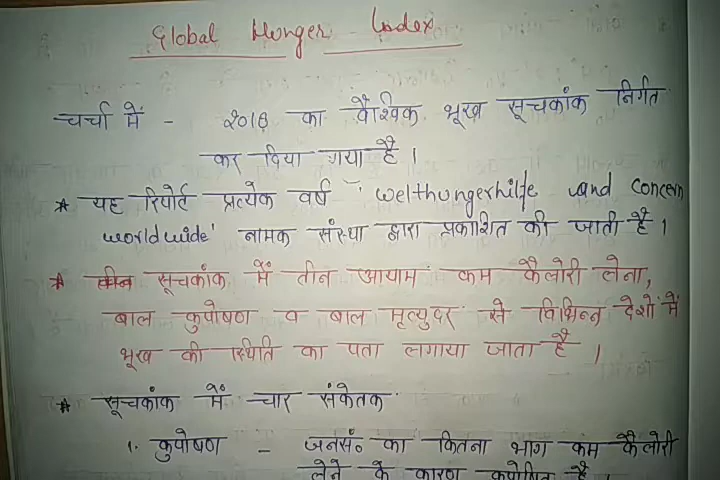 Global Hunger Index
चर्चा में - 2018 का वैश्विक भूख सूचकांक निर्गत
कर दिया गया है।
* यह रिपोर्ट प्रत्येक वर्ष 'welthungerhilfe and concern
worldwide' नामक संस्था द्वारा प्रकाशित की जाती है।
* सूचकांक में तीन आयाम कम कैलोरी लेना,
बाल कुपोषण व बाल मृत्युदर से विभिन्न देशों में
भूख की स्थिति का पता लगाया जाता है।
* सूचकांक में चार संकेतक
1. कुपोषण - जनसं० का कितना भाग कम कैलोरी
लेने के कारण कुपोषित है।